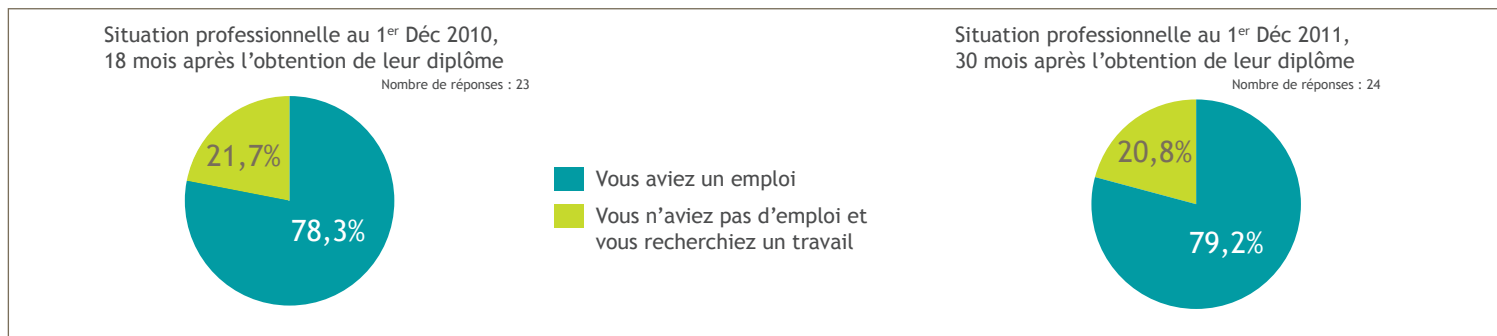 Situation professionnelle au 1er Déc 2010,
18 mois après l’obtention de leur diplôme
Nombre de réponses : 23
21,7%
78,3%
Vous aviez un emploi
Vous n’aviez pas d’emploi et
vous recherchiez un travail
Situation professionnelle au 1er Déc 2011,
30 mois après l’obtention de leur diplôme
Nombre de réponses : 24
20,8%
79,2%